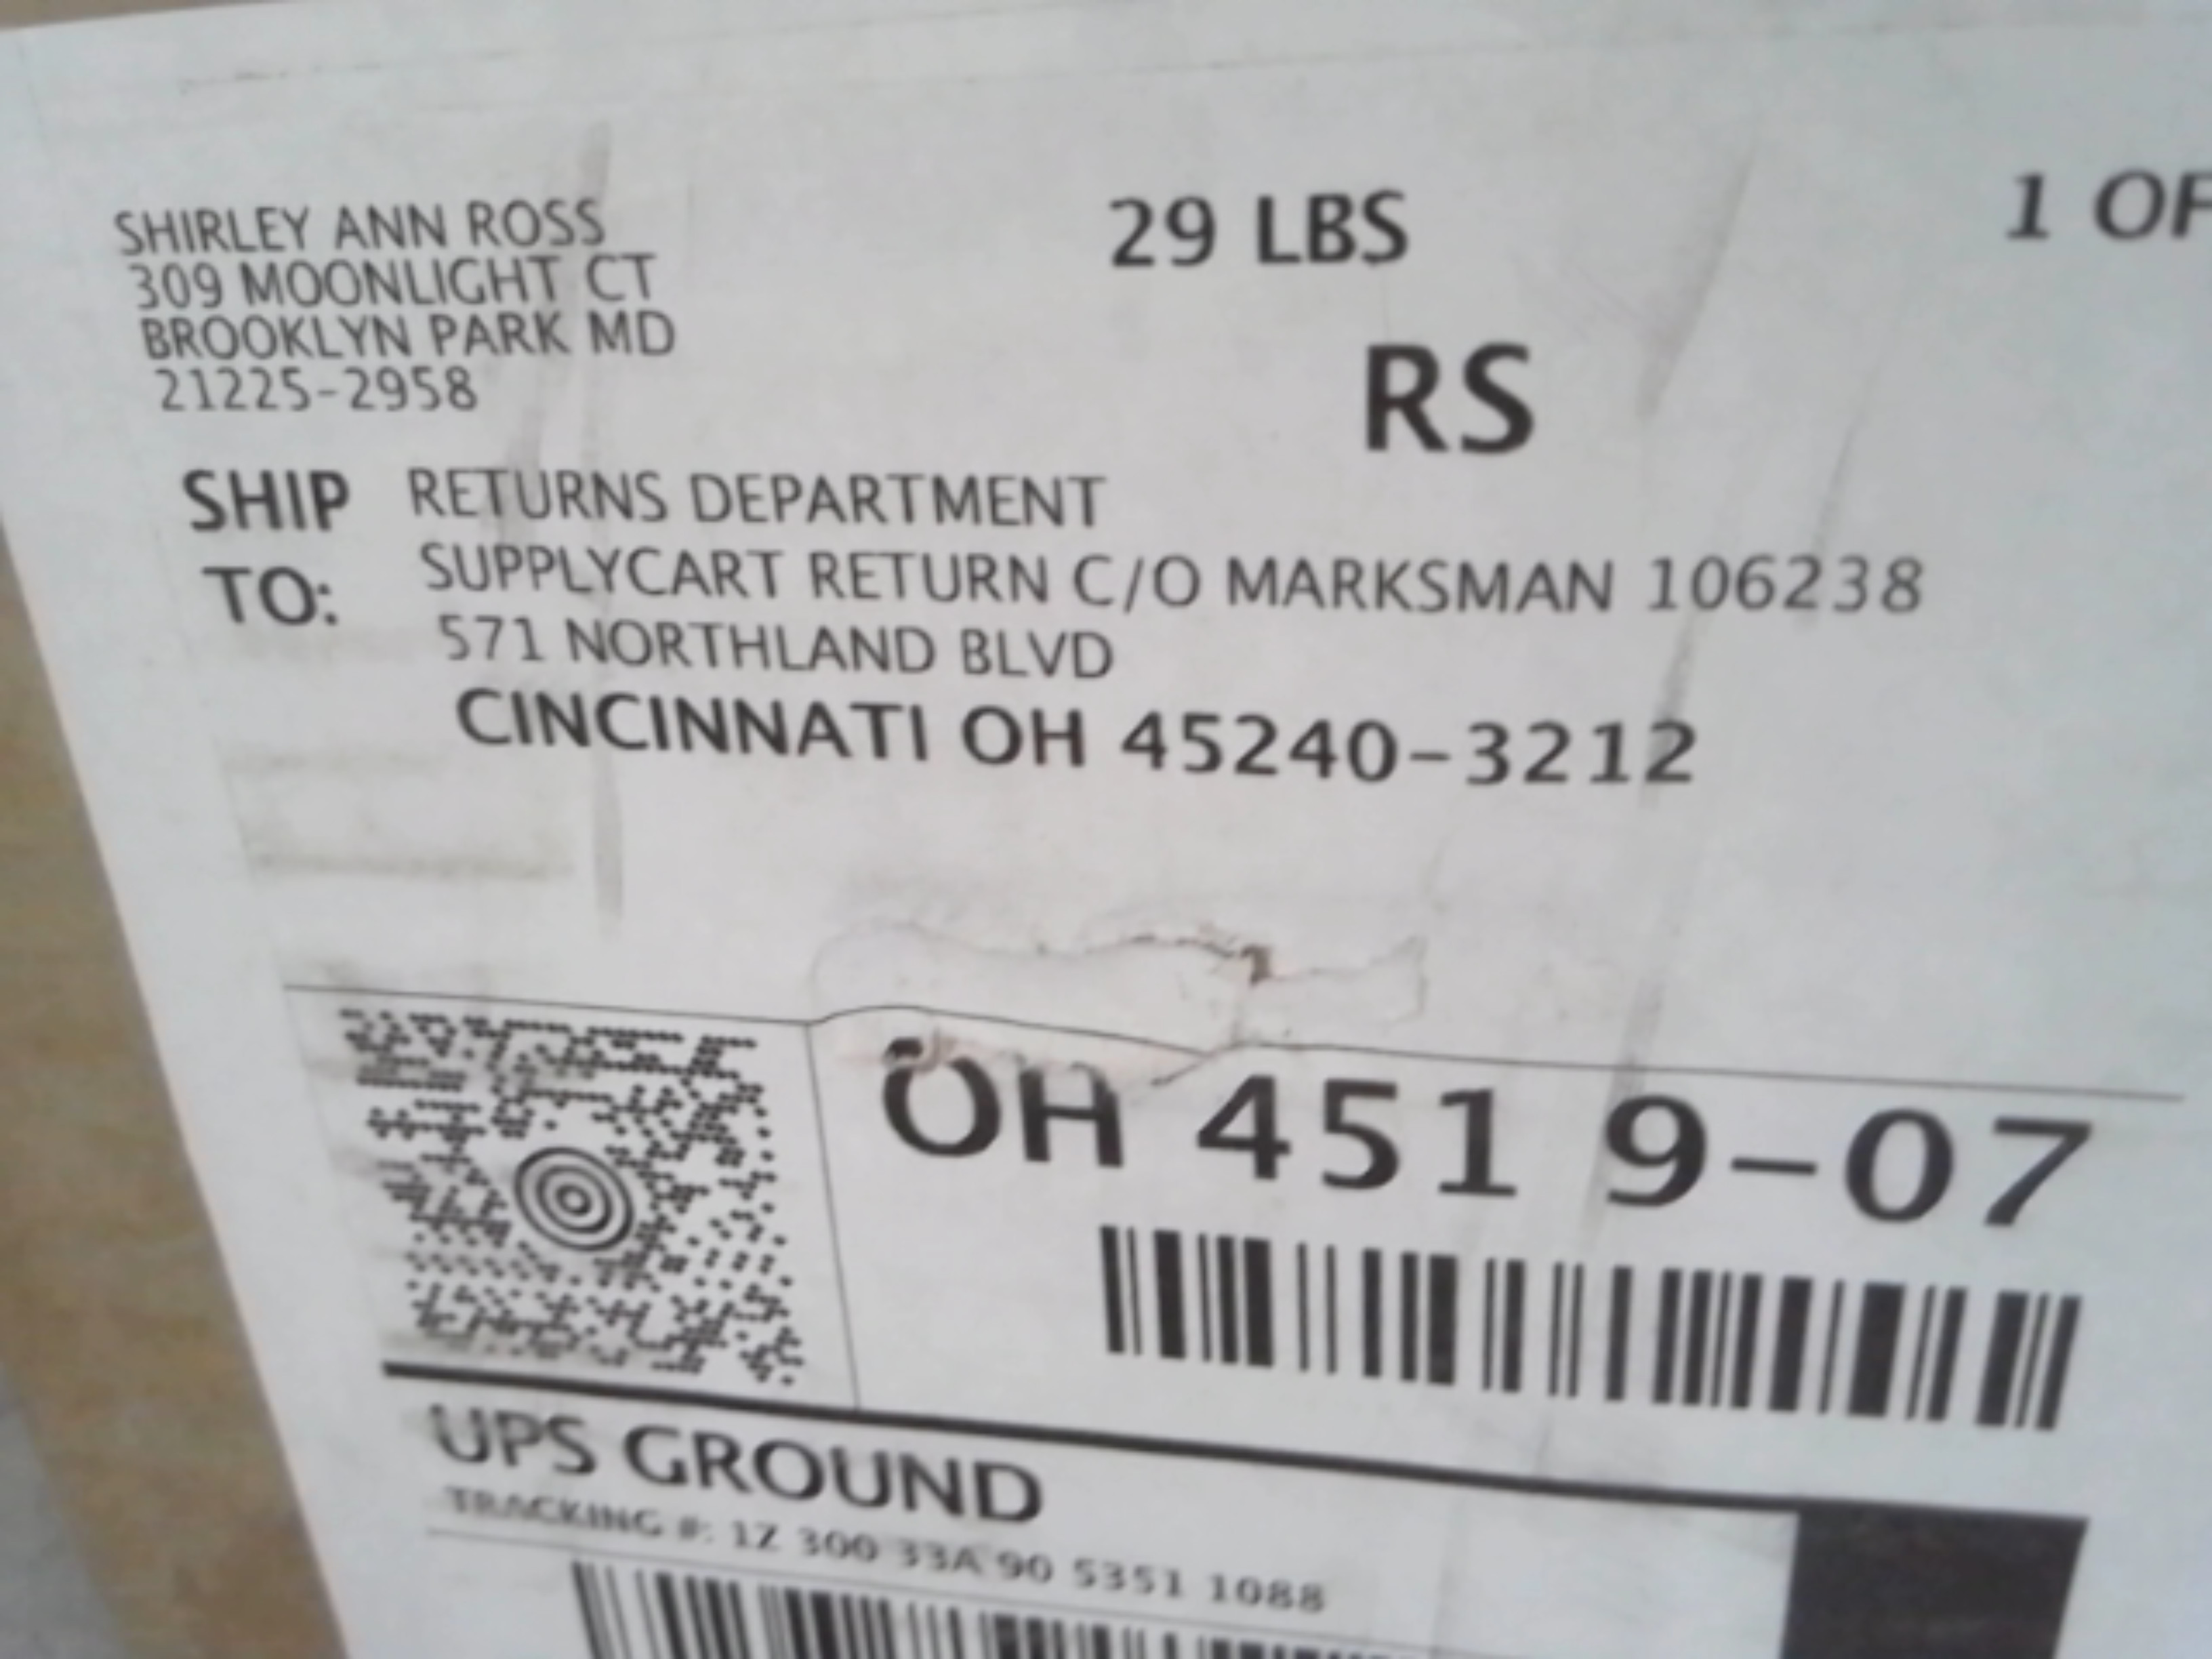 SHIRLEY ANN ROSS
309 MOONLIGHT CT
BROOKLYN PARK MD
21225-2958
29 LBS
1 OF
RS
SHIP TO:
RETURNS DEPARTMENT
SUPPLYCART RETURN C/O MARKSMAN 106238
571 NORTHLAND BLVD
CINCINNATI OH 45240-3212
OH 451 9-07
UPS GROUND
TRACKING #: 1Z 300 33A 90 5351 1088